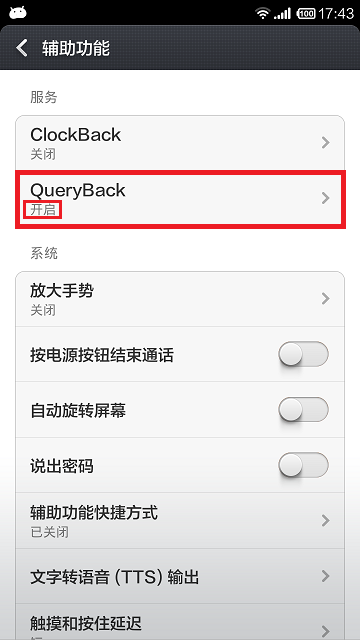 100 17:43
辅助功能
服务
ClockBack
关闭
QueryBack
开启
系统
放大手势
关闭
按电源按钮结束通话
自动旋转屏幕
说出密码
辅助功能快捷方式
已关闭
文字转语音 (TTS) 输出
触摸和按住延迟